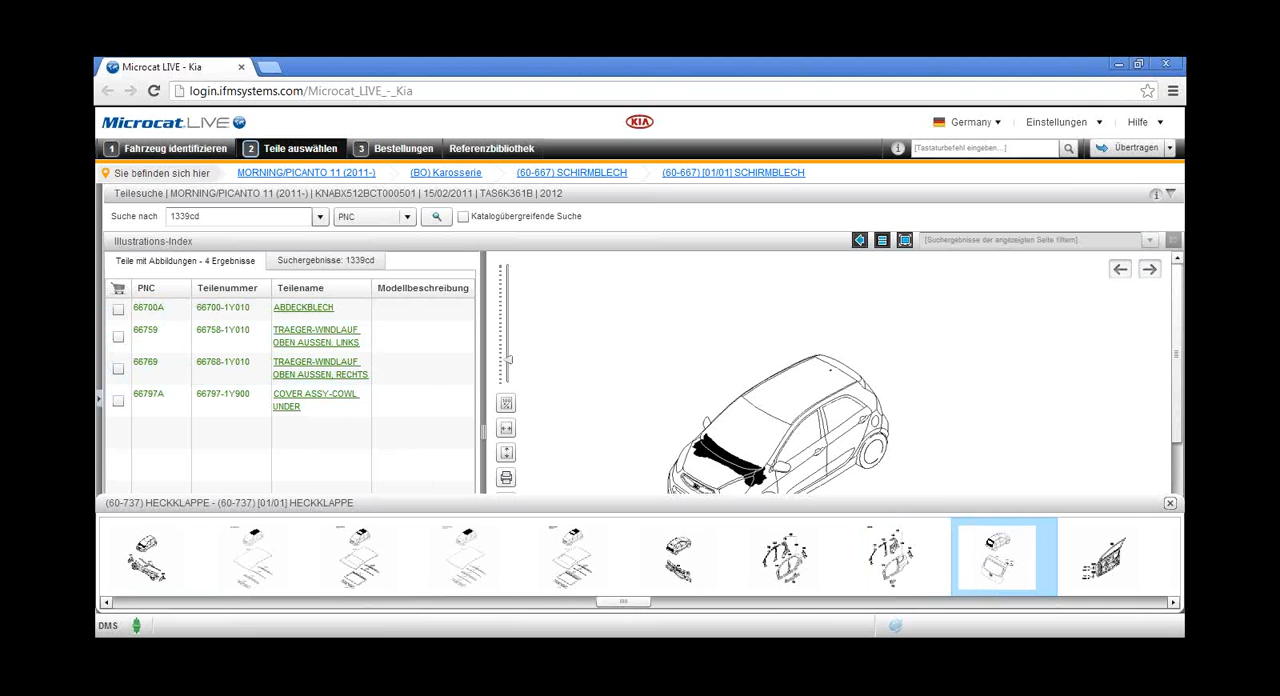 Microcat LIVE - Kia
login.ifmsystems.com/Microcat_LIVE_-_Kia
Microcat.LIVE
KIA
Germany
Einstellungen
Hilfe
1 Fahrzeug identifizieren
2 Teile auswählen
3 Bestellungen
Referenzbibliothek
[Tastaturbefehl eingeben...]
Übertragen
Sie befinden sich hier
MORNING/PICANTO 11 (2011-)
(BO) Karosserie
(60-667) SCHIRMBLECH
(60-667) [01/01] SCHIRMBLECH
Teilesuche | MORNING/PICANTO 11 (2011-) | KNABX512BCT000501 | 15/02/2011 | TAS6K361B | 2012
Suche nach
1339cd
PNC
Katalogübergreifende Suche
Illustrations-Index
[Suchergebnisse der angezeigten Seite filtern]
Teile mit Abbildungen - 4 Ergebnisse
Suchergebnisse: 1339cd
PNC Teilenummer Teilename Modellbeschreibung
66700A 66700-1Y010 ABDECKBLECH
66759 66758-1Y010 TRAEGER-WINDLAUF
OBEN AUSSEN, LINKS
66769 66768-1Y010 TRAEGER-WINDLAUF
OBEN AUSSEN, RECHTS
66797A 66797-1Y900 COVER ASSY-COWL
UNDER
(60-737) HECKKLAPPE - (60-737) [01/01] HECKKLAPPE
DMS